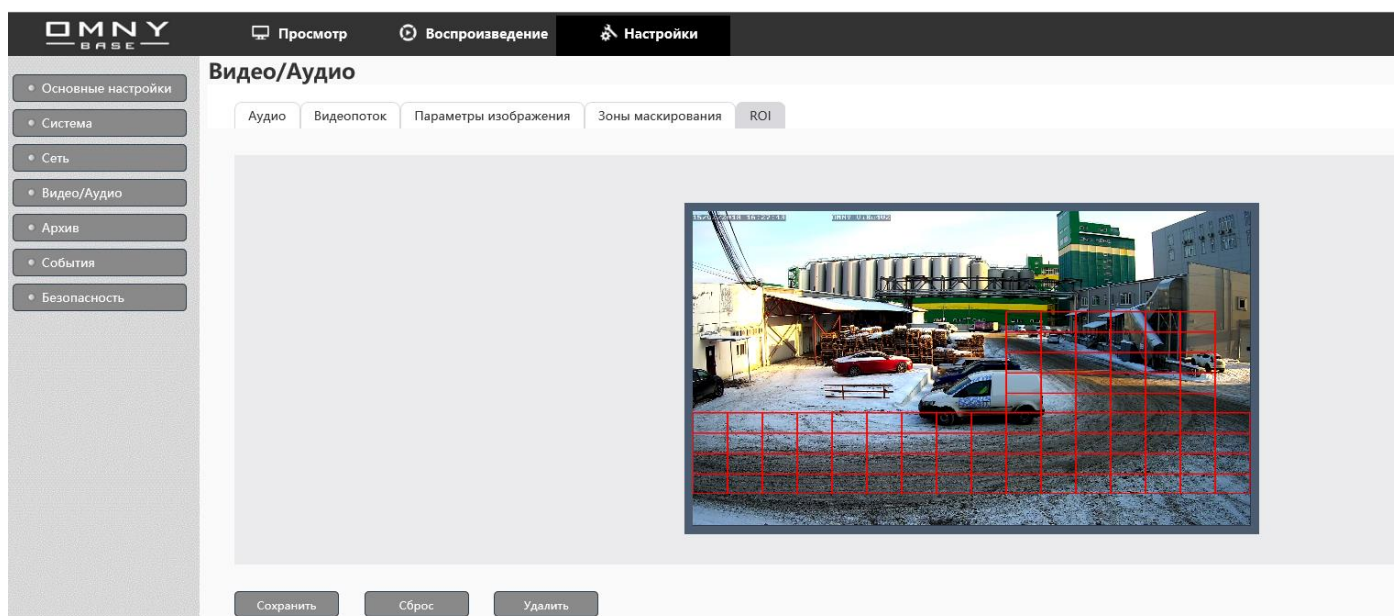 OMNY
BASE
Просмотр
Воспроизведение
Настройки
Видео/Аудио
Основные настройки
Система
Сеть
Видео/Аудио
Архив
События
Безопасность
Аудио
Видеопоток
Параметры изображения
Зоны маскирования
ROI
Сохранить
Сброс
Удалить